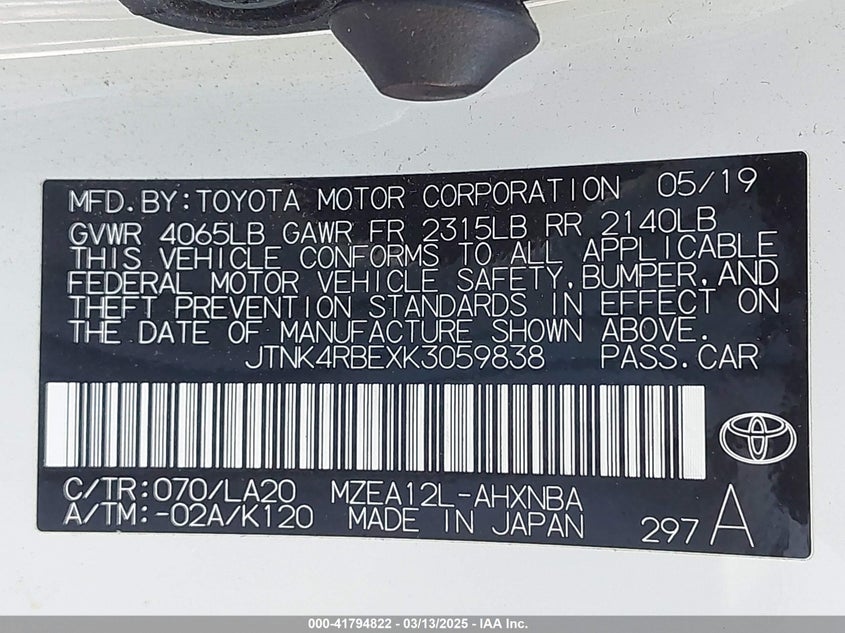 MFD.BY:TOYOTA MOTOR CORPORATION 05/19
GVWR 4065LB GAWR FR 2315LB RR 2140LB
THIS VEHICLE CONFORMS TO ALL APPLICABLE
FEDERAL MOTOR VEHICLE SAFETY,BUMPER,AND
THEFT PREVENTION STANDARDS IN EFFECT ON
THE DATE OF MANUFACTURE SHOWN ABOVE.
JTNK4RBEXK3059838 PASS.CAR
C/TR:070/LA20 MZEA12L-AHXNBA
A/TM:-02A/K120 MADE IN JAPAN 297 A
000-41794822 — 03/13/2025 — IAA Inc.